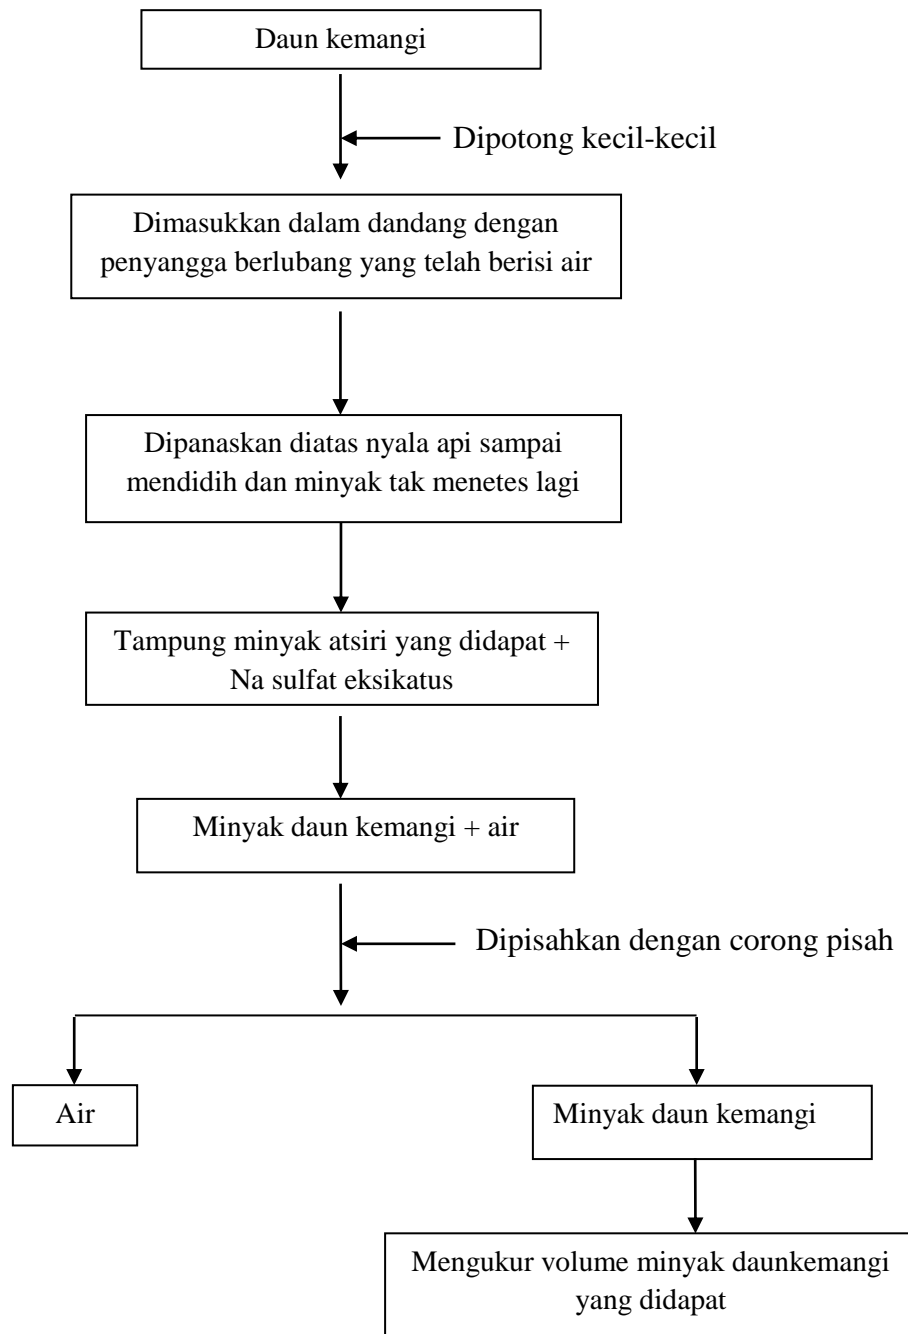 Daun kemangi
Dipotong kecil-kecil
Dimasukkan dalam dandang dengan
penyangga berlubang yang telah berisi air
Dipanaskan diatas nyala api sampai
mendidih dan minyak tak menetes lagi
Tampung minyak atsiri yang didapat +
Na sulfat eksikatus
Minyak daun kemangi + air
Dipisahkan dengan corong pisah
Air
Minyak daun kemangi
Mengukur volume minyak daunkemangi
yang didapat